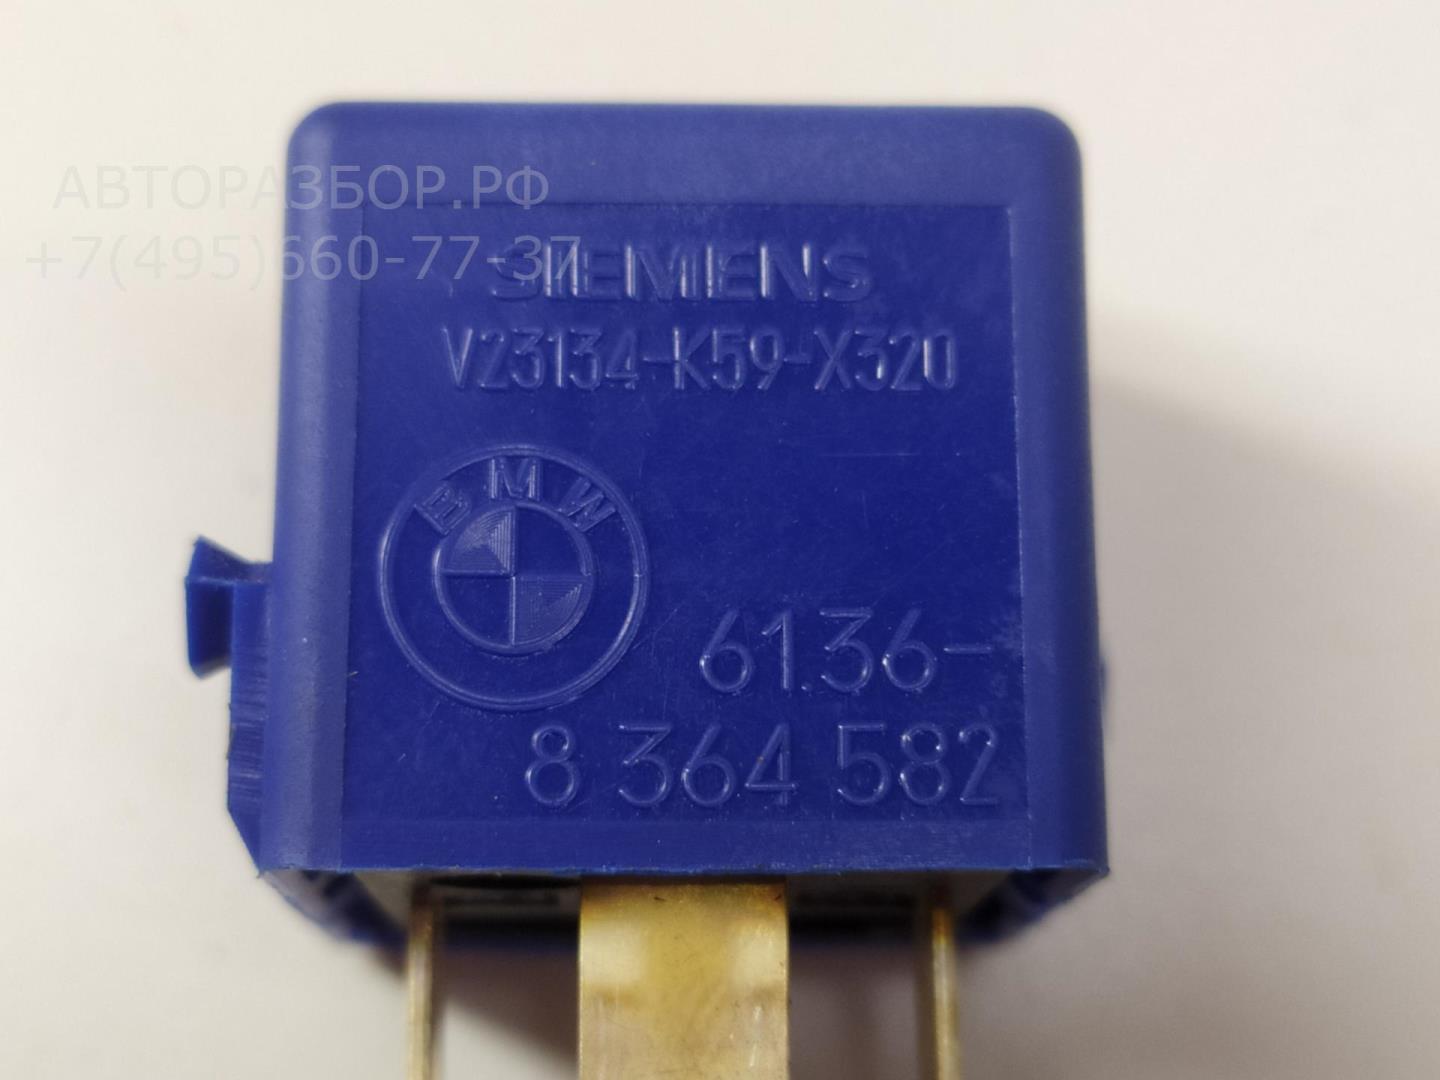 АВТОРАЗБОР.РФ
+7(495)660-77-37
SIEMENS
V23134-K59-X320
BMW
61.36-
8 364 582